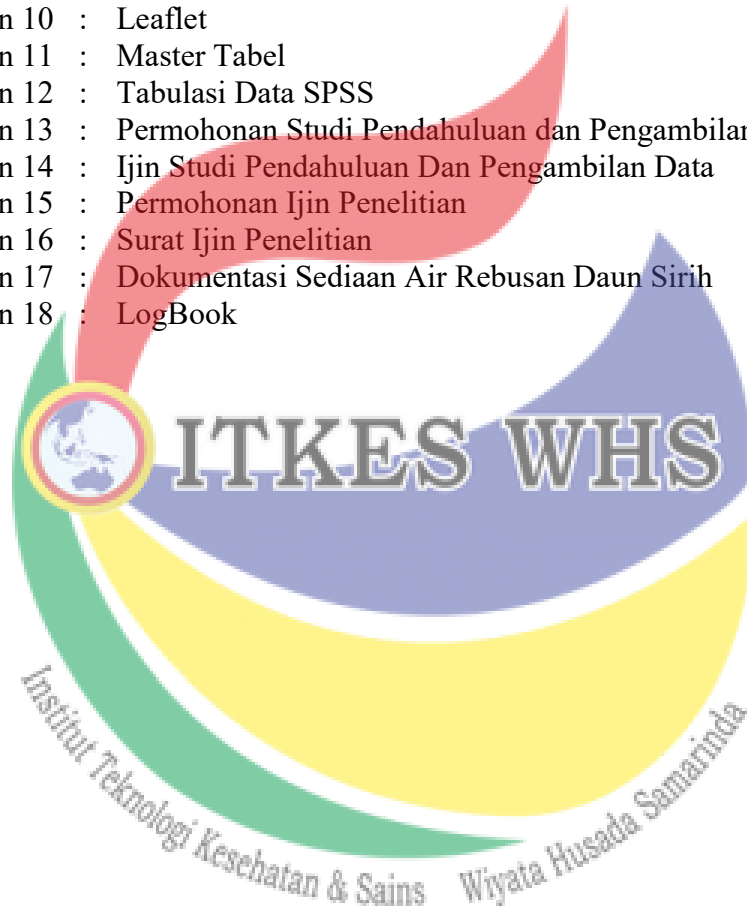 n 10 : Leaflet
n 11 : Master Tabel
n 12 : Tabulasi Data SPSS
n 13 : Permohonan Studi Pendahuluan dan Pengambilan
n 14 : Ijin Studi Pendahuluan Dan Pengambilan Data
n 15 : Permohonan Ijin Penelitian
n 16 : Surat Ijin Penelitian
n 17 : Dokumentasi Sediaan Air Rebusan Daun Sirih
n 18 : LogBook
ITKES WHS
Institut Teknologi Kesehatan & Sains Wiyata Husada Samarinda